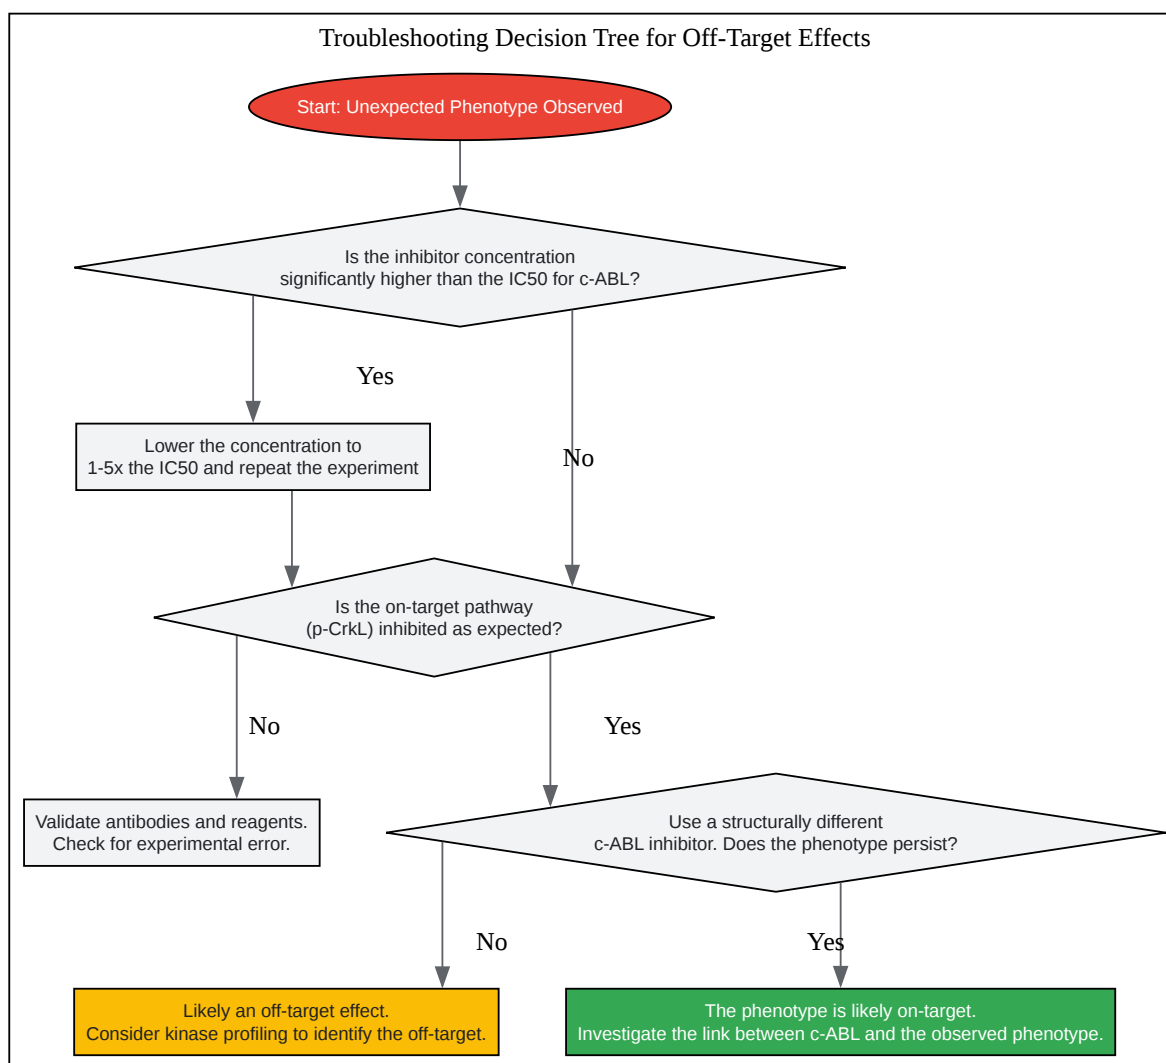 Troubleshooting Decision Tree for Off-Target Effects
Start: Unexpected Phenotype Observed
Is the inhibitor concentration
significantly higher than the IC50 for c-ABL?
Yes
Lower the concentration to
1-5x the IC50 and repeat the experiment
No
Is the on-target pathway
(p-CrkL) inhibited as expected?
No
Yes
Validate antibodies and reagents.
Check for experimental error.
Use a structurally different
c-ABL inhibitor. Does the phenotype persist?
No
Yes
Likely an off-target effect.
Consider kinase profiling to identify the off-target.
The phenotype is likely on-target.
Investigate the link between c-ABL and the observed phenotype.